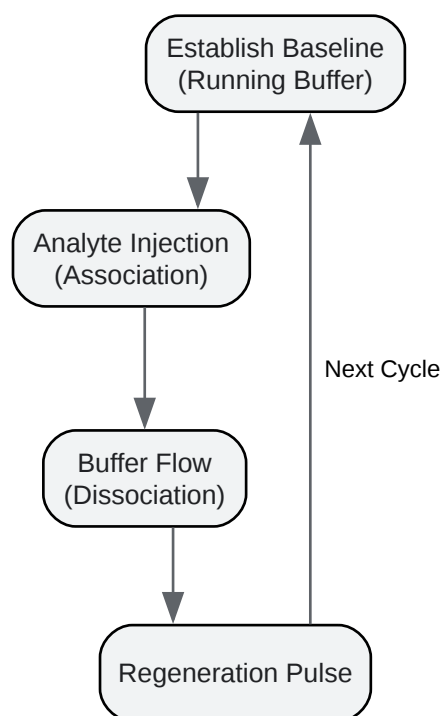 Establish Baseline
(Running Buffer)
Analyte Injection
(Association)
Next Cycle
Buffer Flow
(Dissociation)
Regeneration Pulse